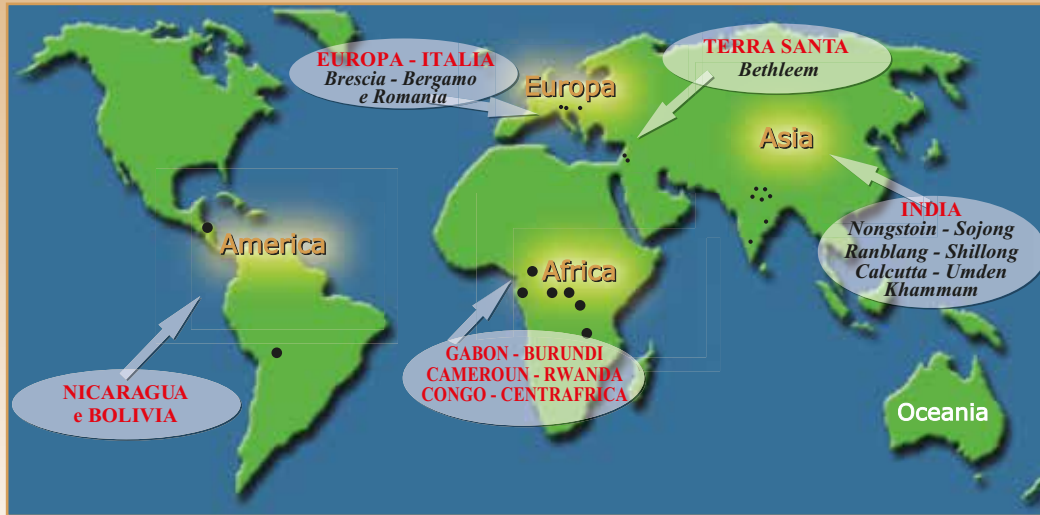 EUROPA - ITALIA
Brescia - Bergamo
e Romania
TERRA SANTA
Bethleem
Europa
Asia
INDIA
Nongstoin - Sojong
Ranblang - Shillong
Calcutta - Umden
Khammam
America
Africa
GABON - BURUNDI
CAMEROUN - RWANDA
CONGO - CENTRAFRICA
NICARAGUA
e BOLIVIA
Oceania